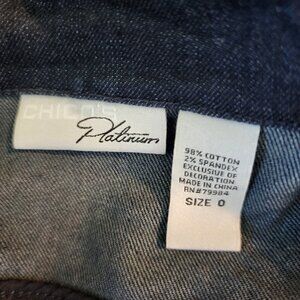 CHICO'S
Platinum
98% COTTON
2% SPANDEX
EXCLUSIVE OF
DECORATION
MADE IN CHINA
RN#79984
SIZE 0